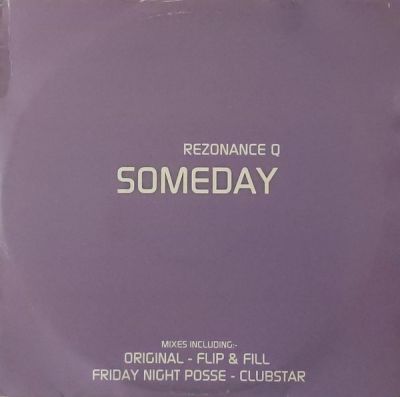 REZONANCE Q
SOMEDAY
MIXES INCLUDING:-
ORIGINAL - FLIP & FILL
FRIDAY NIGHT POSSE - CLUBSTAR